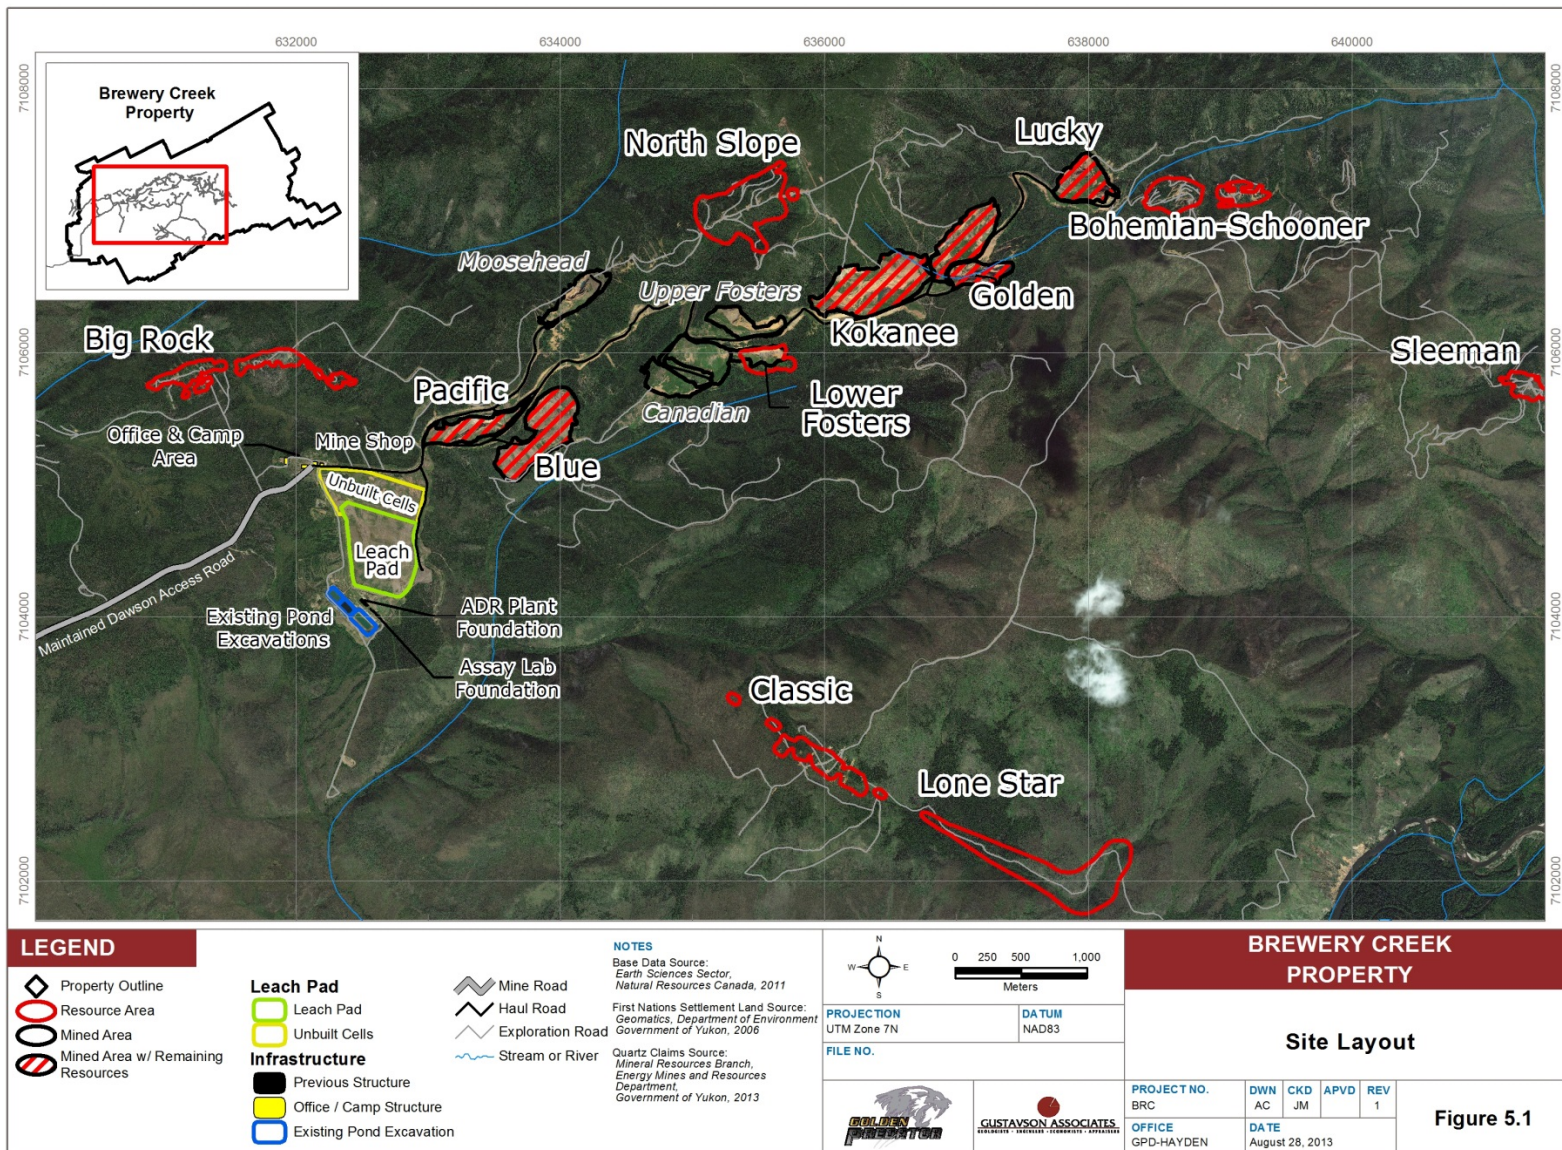 632000
634000
636000
638000
640000
7108000
7108000
Brewery Creek
Property
North Slope
Lucky
Bohemian-Schooner
Moosehead
Upper Fosters
Golden
Kokanee
Big Rock
7106000
7106000
Sleeman
Pacific
Canadian
Lower
Fosters
Office & Camp
Area
Mine Shop
Blue
Unbuilt Cells
Leach
Pad
Maintained Dawson Access Road
Existing Pond
Excavations
ADR Plant
Foundation
7104000
7104000
Assay Lab
Foundation
Classic
Lone Star
7102000
7102000
LEGEND
Property Outline
Resource Area
Mined Area
Mined Area w/ Remaining
Resources
Leach Pad
Leach Pad
Unbuilt Cells
Infrastructure
Previous Structure
Office / Camp Structure
Existing Pond Excavation
Mine Road
Haul Road
Exploration Road
Stream or River
NOTES
Base Data Source:
Earth Sciences Sector,
Natural Resources Canada, 2011
First Nations Settlement Land Source:
Geomatics, Department of Environment
Government of Yukon, 2006
Quartz Claims Source:
Mineral Resources Branch,
Energy Mines and Resources
Department,
Government of Yukon, 2013
N
W
E
S
0 250 500 1,000
Meters
PROJECTION
UTM Zone 7N
DATUM
NAD83
FILE NO.
GOLDEN
PREDATOR
GUSTAVSON ASSOCIATES
GEOLOGISTS • ENGINEERS • ECONOMISTS • APPRAISERS
BREWERY CREEK
PROPERTY
Site Layout
PROJECT NO.
BRC
DWN
AC
CKD
JM
APVD
REV
1
OFFICE
GPD-HAYDEN
DATE
August 28, 2013
Figure 5.1